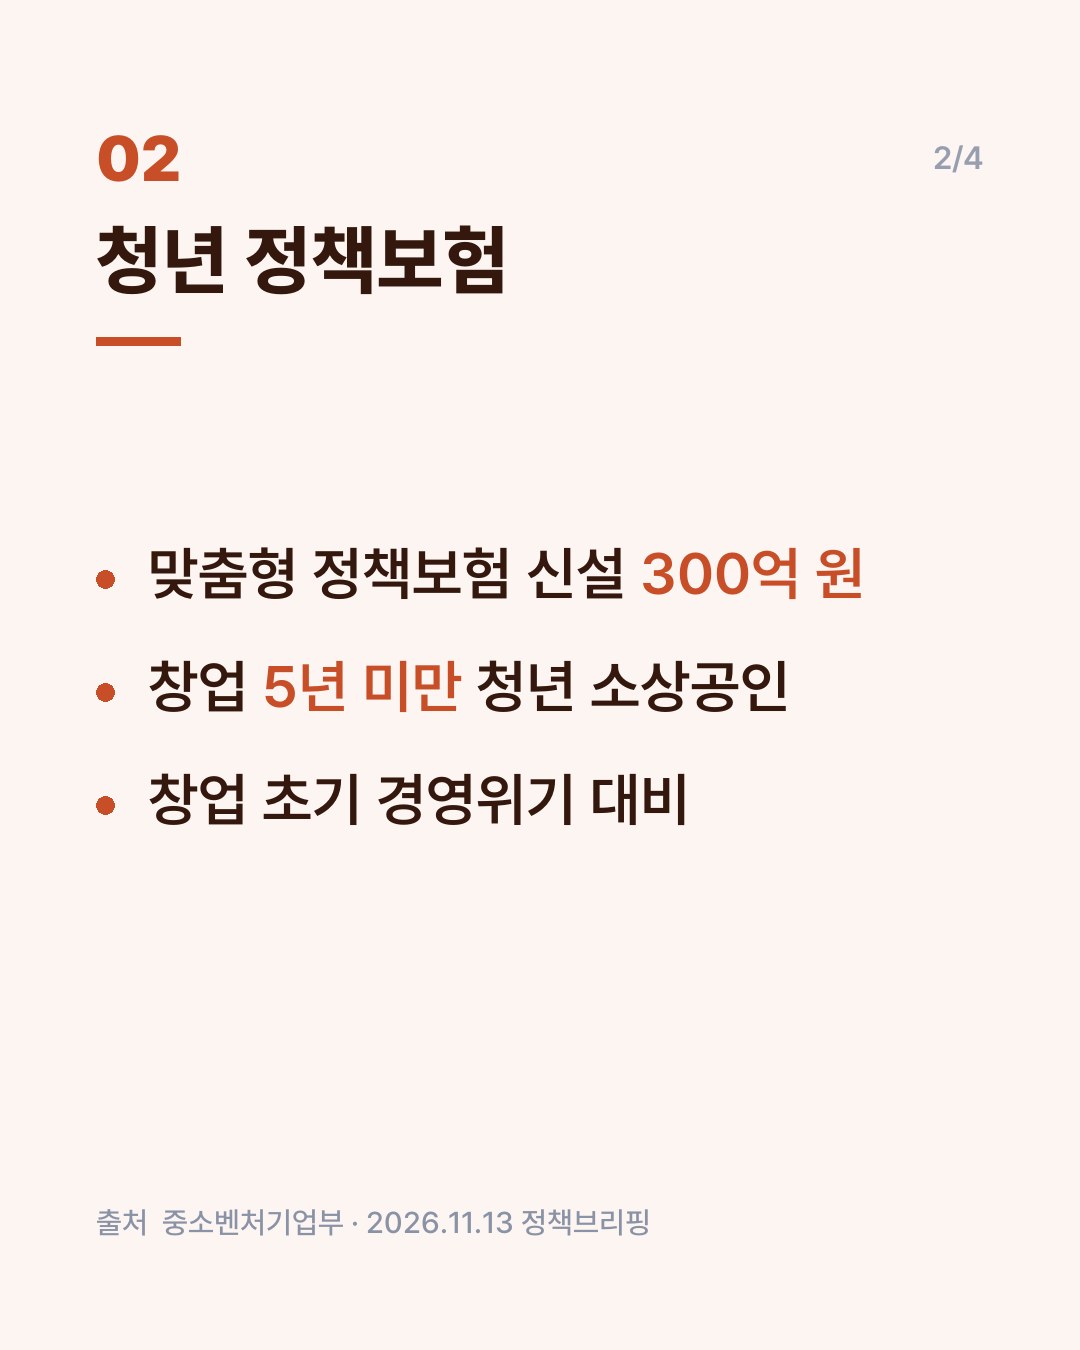 02
2/4
청년 정책보험
맞춤형 정책보험 신설 300억 원
창업 5년 미만 청년 소상공인
창업 초기 경영위기 대비
출처 중소벤처기업부 · 2026.11.13 정책브리핑